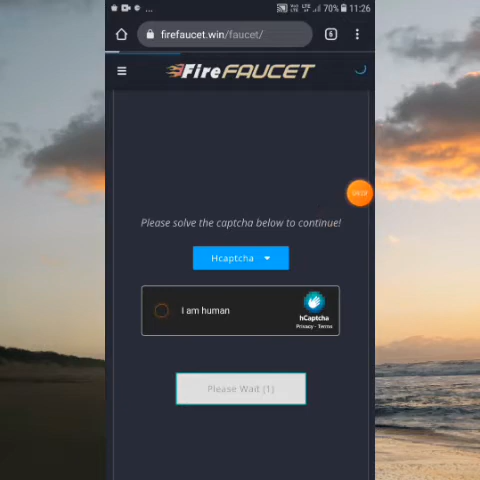 70% 11:26
firefaucet.win/faucet/
6
FireFAUCET
Please solve the captcha below to continue!
Hcaptcha
I am human
hCaptcha
Privacy - Terms
Please Wait (1)